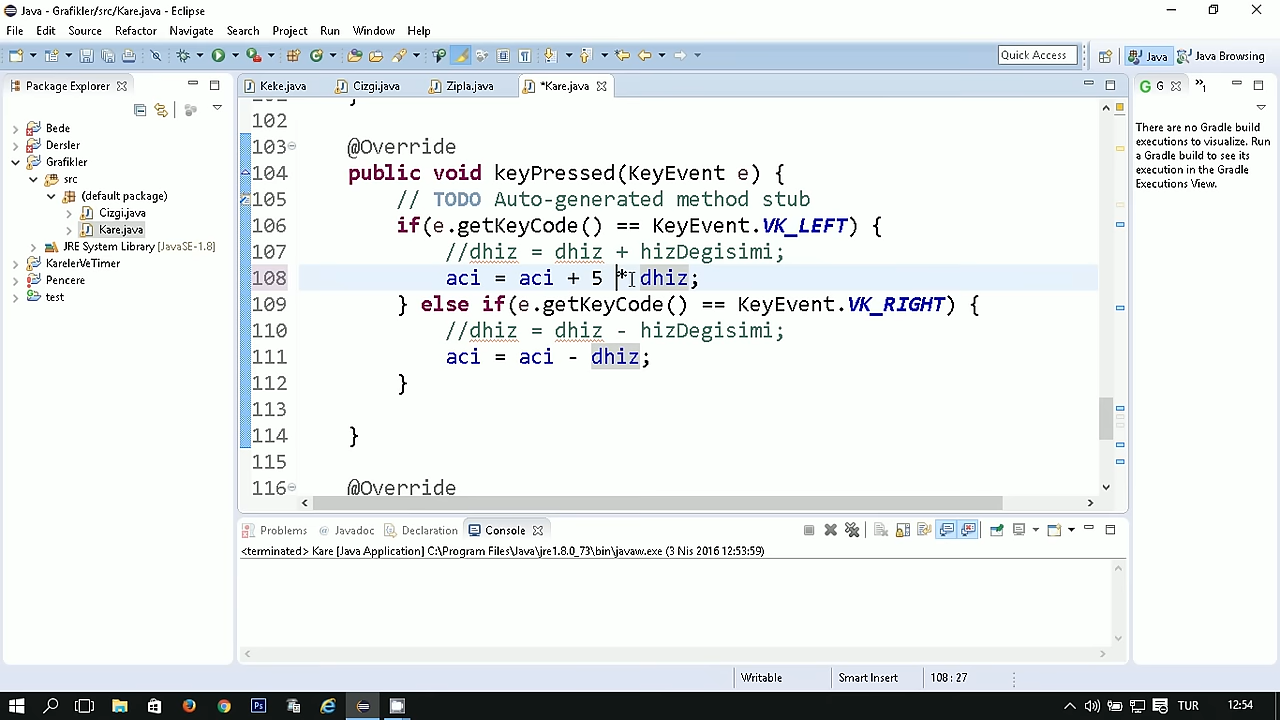 Java - Grafikler/src/Kare.java - Eclipse
File Edit Source Refactor Navigate Search Project Run Window Help
Quick Access
Java
Java Browsing
Package Explorer
Keke.java
Cizgi.java
Zipla.java
*Kare.java
G
»1
Bede
Dersler
Grafikler
src
(default package)
Cizgi.java
Kare.java
JRE System Library [JavaSE-1.8]
KarelerVeTimer
Pencere
test
102
103 @Override
104 public void keyPressed(KeyEvent e) {
105 // TODO Auto-generated method stub
106 if(e.getKeyCode() == KeyEvent.VK_LEFT) {
107 //dhiz = dhiz + hizDegisimi;
108 aci = aci + 5 * dhiz;
109 } else if(e.getKeyCode() == KeyEvent.VK_RIGHT) {
110 //dhiz = dhiz - hizDegisimi;
111 aci = aci - dhiz;
112 }
113
114 }
115
116 @Override
There are no Gradle build
executions to visualize. Run
a Gradle build to see its
execution in the Gradle
Executions View.
Problems @ Javadoc Declaration Console
<terminated> Kare [Java Application] C:\Program Files\Java\jre1.8.0_73\bin\javaw.exe (3 Nis 2016 12:53:59)
Writable Smart Insert 108 : 27
TUR 12:54